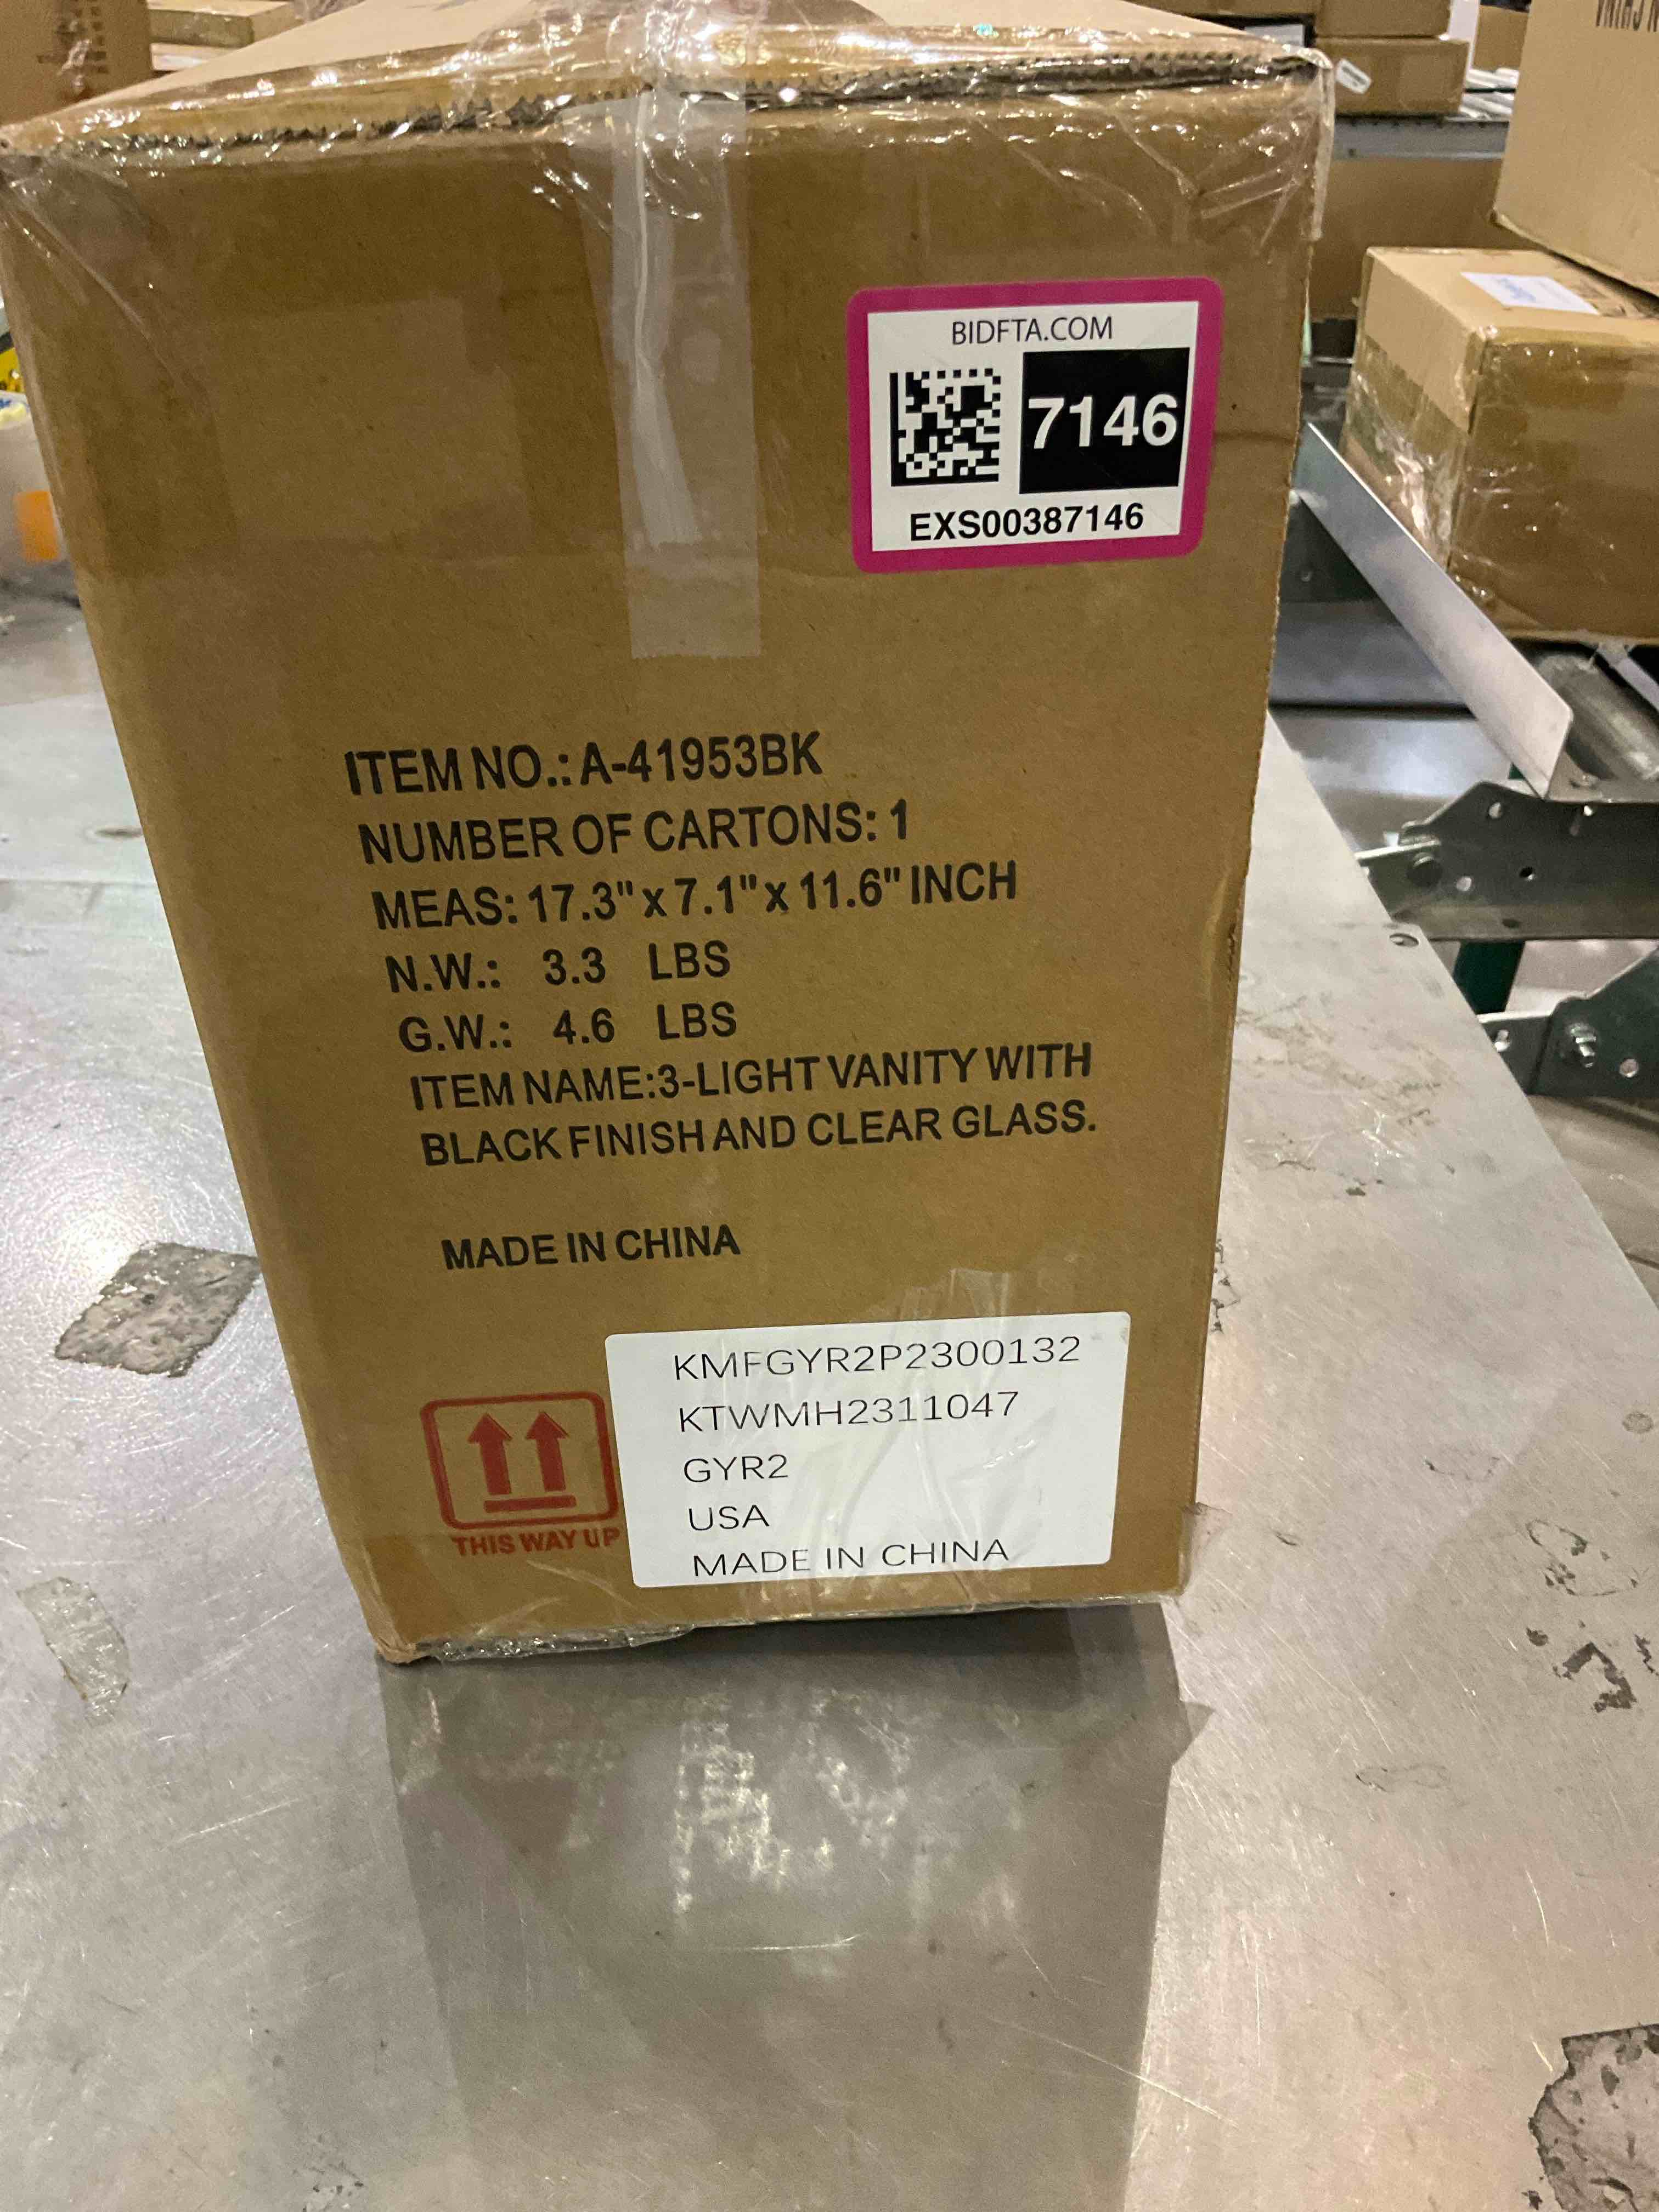 BIDFTA.COM
7146
EXS00387146
ITEM NO.: A-41953BK
NUMBER OF CARTONS: 1
MEAS: 17.3" x 7.1" x 11.6" INCH
N.W.: 3.3 LBS
G.W.: 4.6 LBS
ITEM NAME:3-LIGHT VANITY WITH
BLACK FINISH AND CLEAR GLASS.
MADE IN CHINA
THIS WAY UP
KMFGYR2P2300132
KTWMH2311047
GYR2
USA
MADE IN CHINA